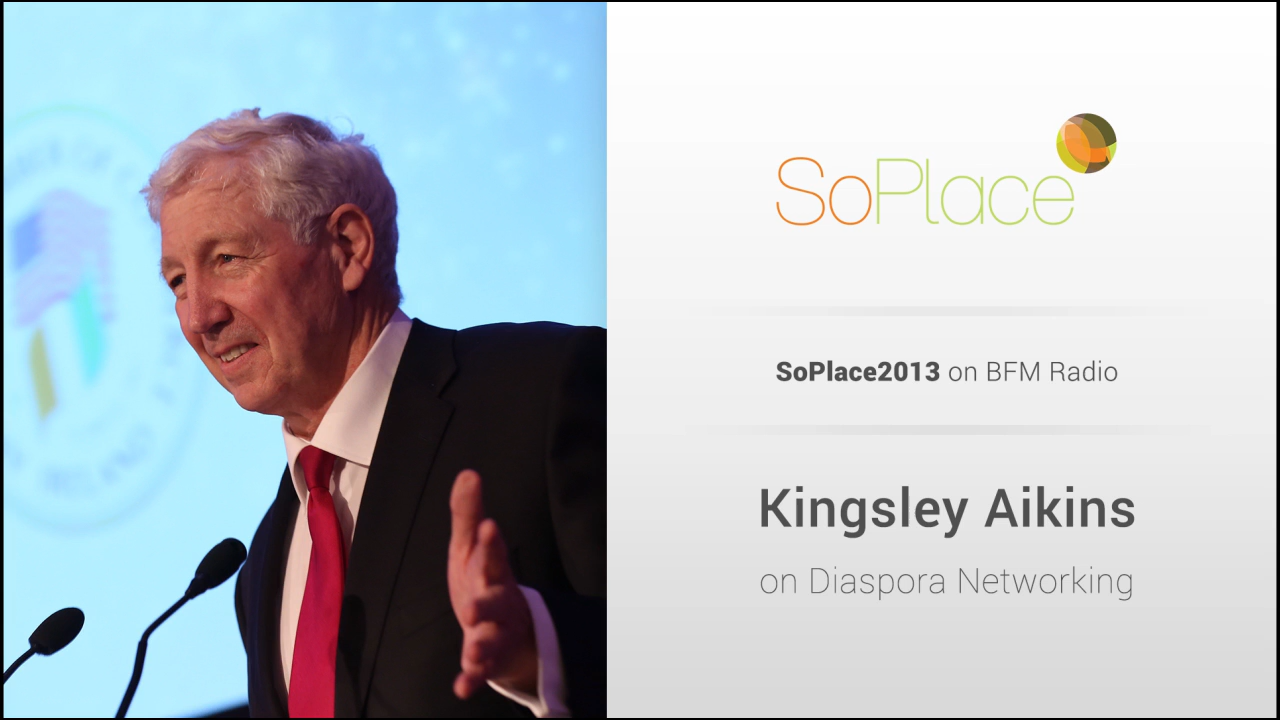 SoPlace
SoPlace2013 on BFM Radio
Kingsley Aikins
on Diaspora Networking